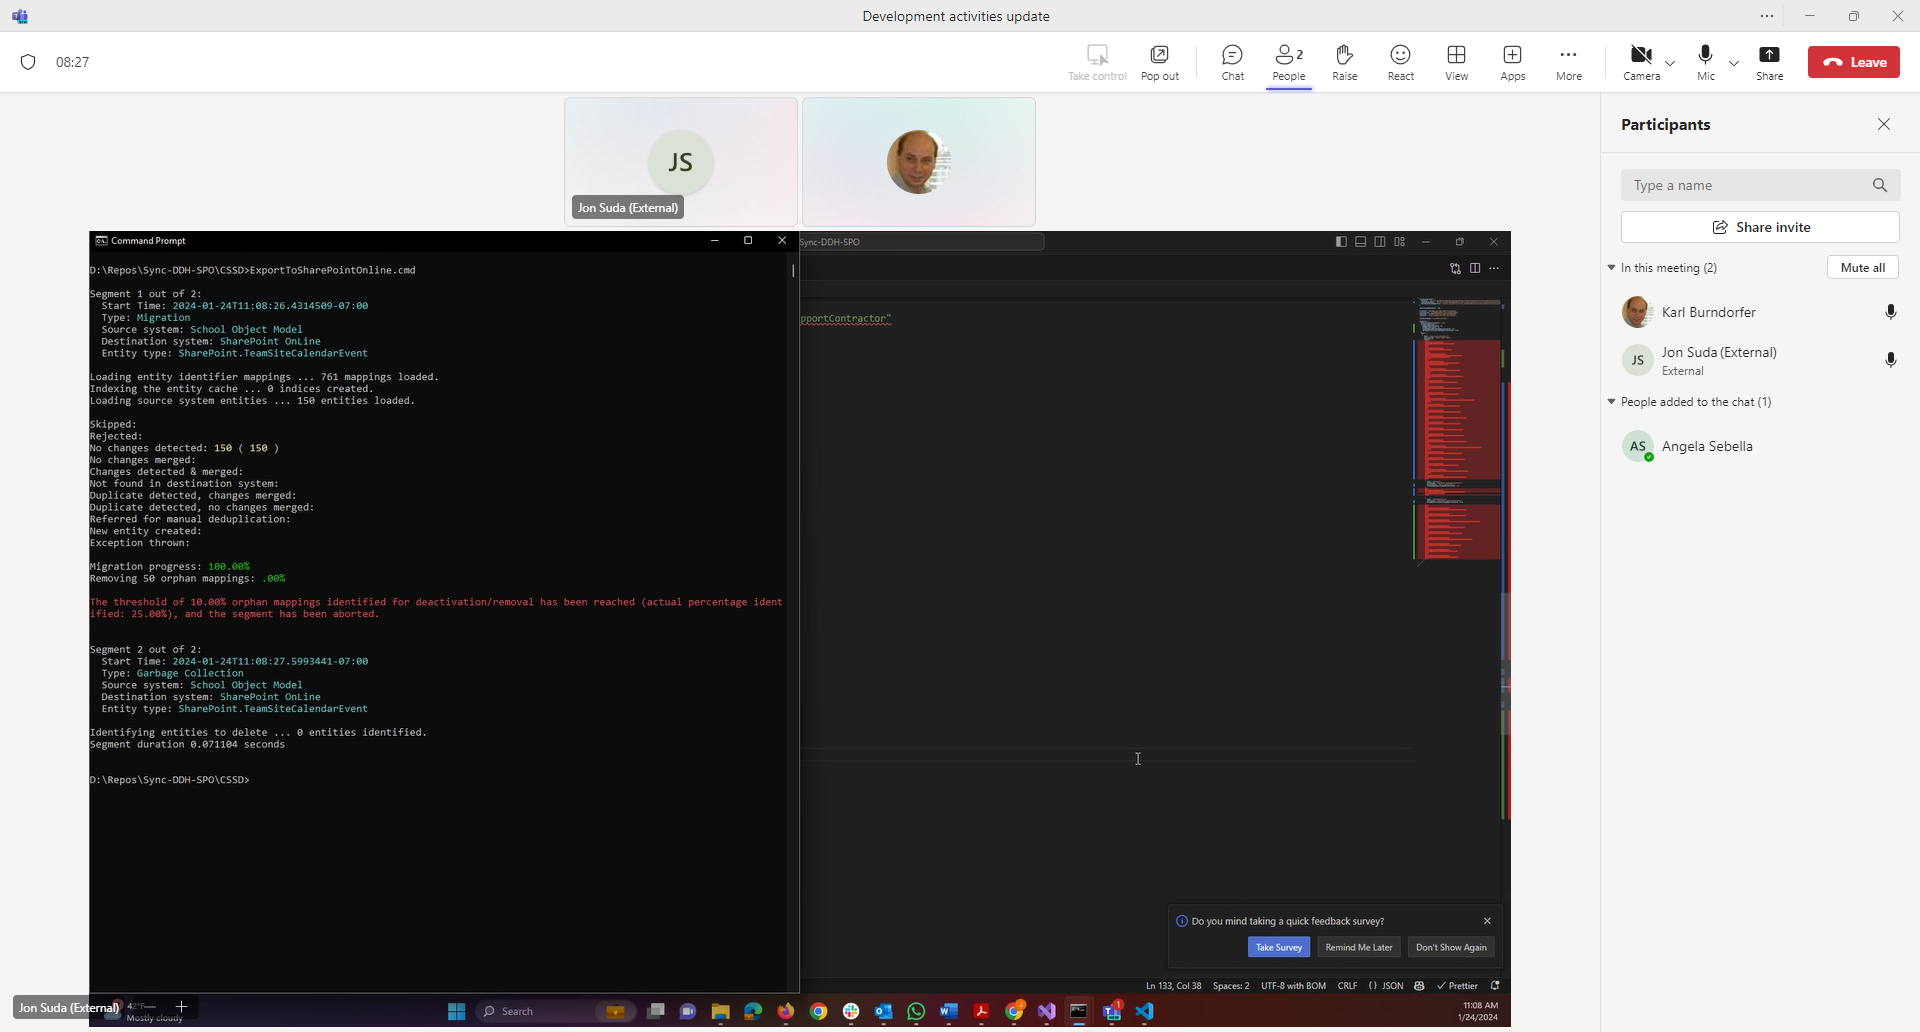 Development activities update
08:27
Take control
Pop out
Chat
2
People
Raise
React
View
Apps
More
Camera
Mic
Share
Leave
JS
Jon Suda (External)
Participants
Type a name
Share invite
In this meeting (2)
Mute all
Karl Burndorfer
JS
Jon Suda (External)
External
People added to the chat (1)
AS
Angela Sebella
Command Prompt
D:\Repos\Sync-DDH-SPO\CSSD>ExportToSharePointOnline.cmd
Segment 1 out of 2:
Start Time: 2024-01-24T11:08:26.4314509-07:00
Type: Migration
Source system: School Object Model
Destination system: SharePoint OnLine
Entity type: SharePoint.TeamSiteCalendarEvent
Loading entity identifier mappings ... 761 mappings loaded.
Indexing the entity cache ... 0 indices created.
Loading source system entities ... 150 entities loaded.
Skipped:
Rejected:
No changes detected: 150 ( 150 )
No changes merged:
Changes detected & merged:
Not found in destination system:
Duplicate detected, changes merged:
Duplicate detected, no changes merged:
Referred for manual deduplication:
New entity created:
Exception thrown:
Migration progress: 100.00%
Removing 50 orphan mappings: .00%
The threshold of 10.00% orphan mappings identified for deactivation/removal has been reached (actual percentage ident
ified: 25.00%), and the segment has been aborted.
Segment 2 out of 2:
Start Time: 2024-01-24T11:08:27.5993441-07:00
Type: Garbage Collection
Source system: School Object Model
Destination system: SharePoint OnLine
Entity type: SharePoint.TeamSiteCalendarEvent
Identifying entities to delete ... 0 entities identified.
Segment duration 0.071104 seconds
D:\Repos\Sync-DDH-SPO\CSSD>
Sync-DDH-SPO
pportContractor"
Do you mind taking a quick feedback survey?
Take Survey
Remind Me Later
Don't Show Again
Ln 133, Col 38
Spaces: 2
UTF-8 with BOM
CRLF
{} JSON
Prettier
Jon Suda (External)
42°F
Mostly cloudy
Search
1
11:08 AM
1/24/2024